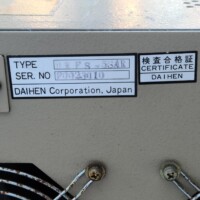 TYPE
SER. NO
DAIHEN Corporation, Japan
検査合格証
CERTIFICATE
DAIHEN